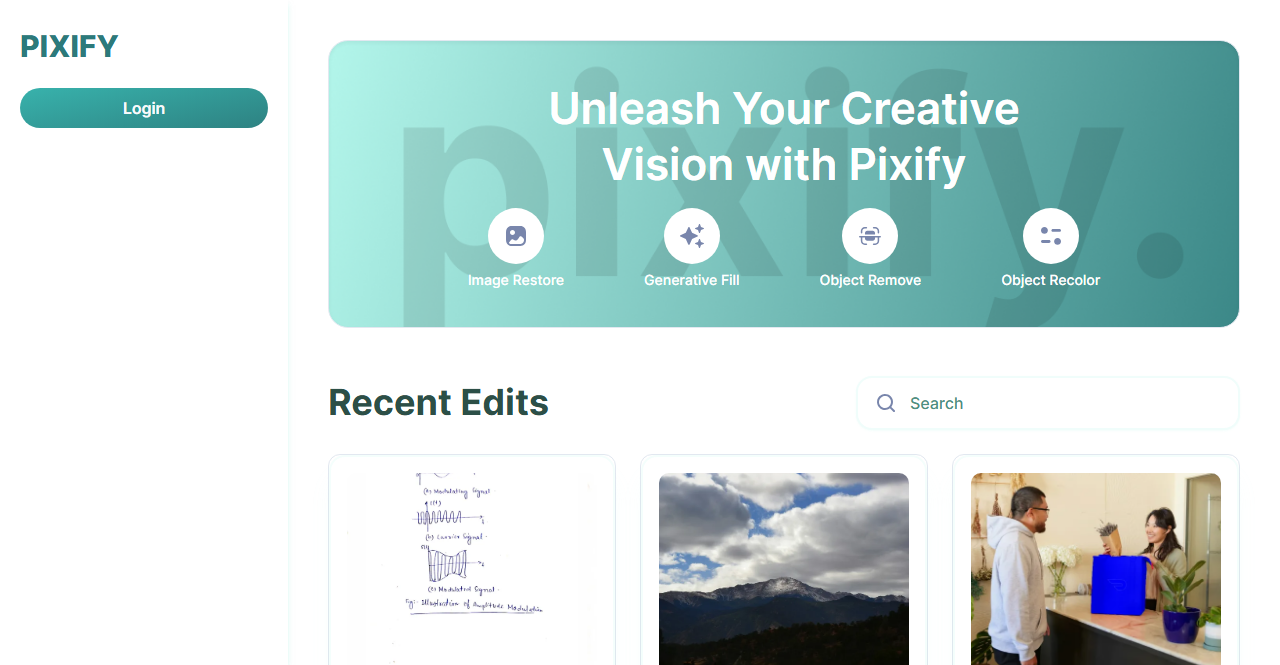 PIXIFY
Login
pixify.
Unleash Your Creative
Vision with Pixify
Image Restore
Generative Fill
Object Remove
Object Recolor
Recent Edits
Search
(a) Modulating Signal
c(t)
t
(b) Carrier Signal.
S(t)
t
(c) Modulated Signal.
Fig:- Illustration of Amplitude Modulation